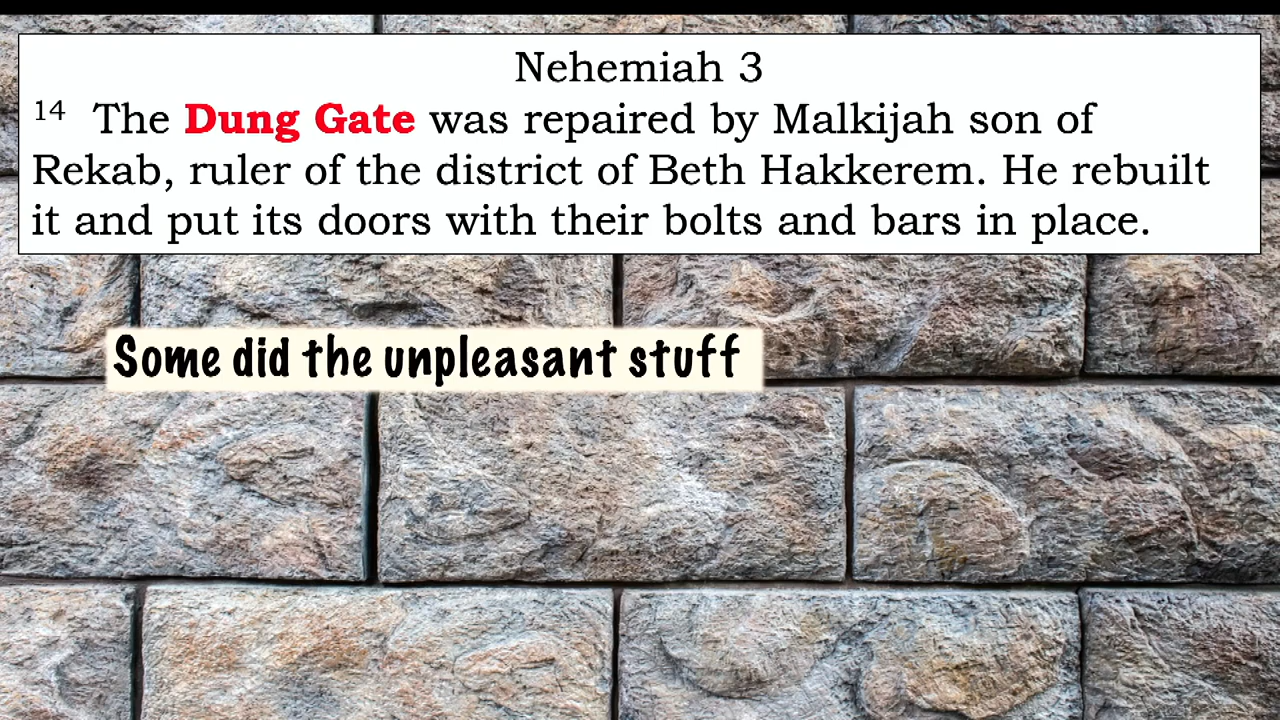 Nehemiah 3
14 The Dung Gate was repaired by Malkijah son of
Rekab, ruler of the district of Beth Hakkerem. He rebuilt
it and put its doors with their bolts and bars in place.
Some did the unpleasant stuff